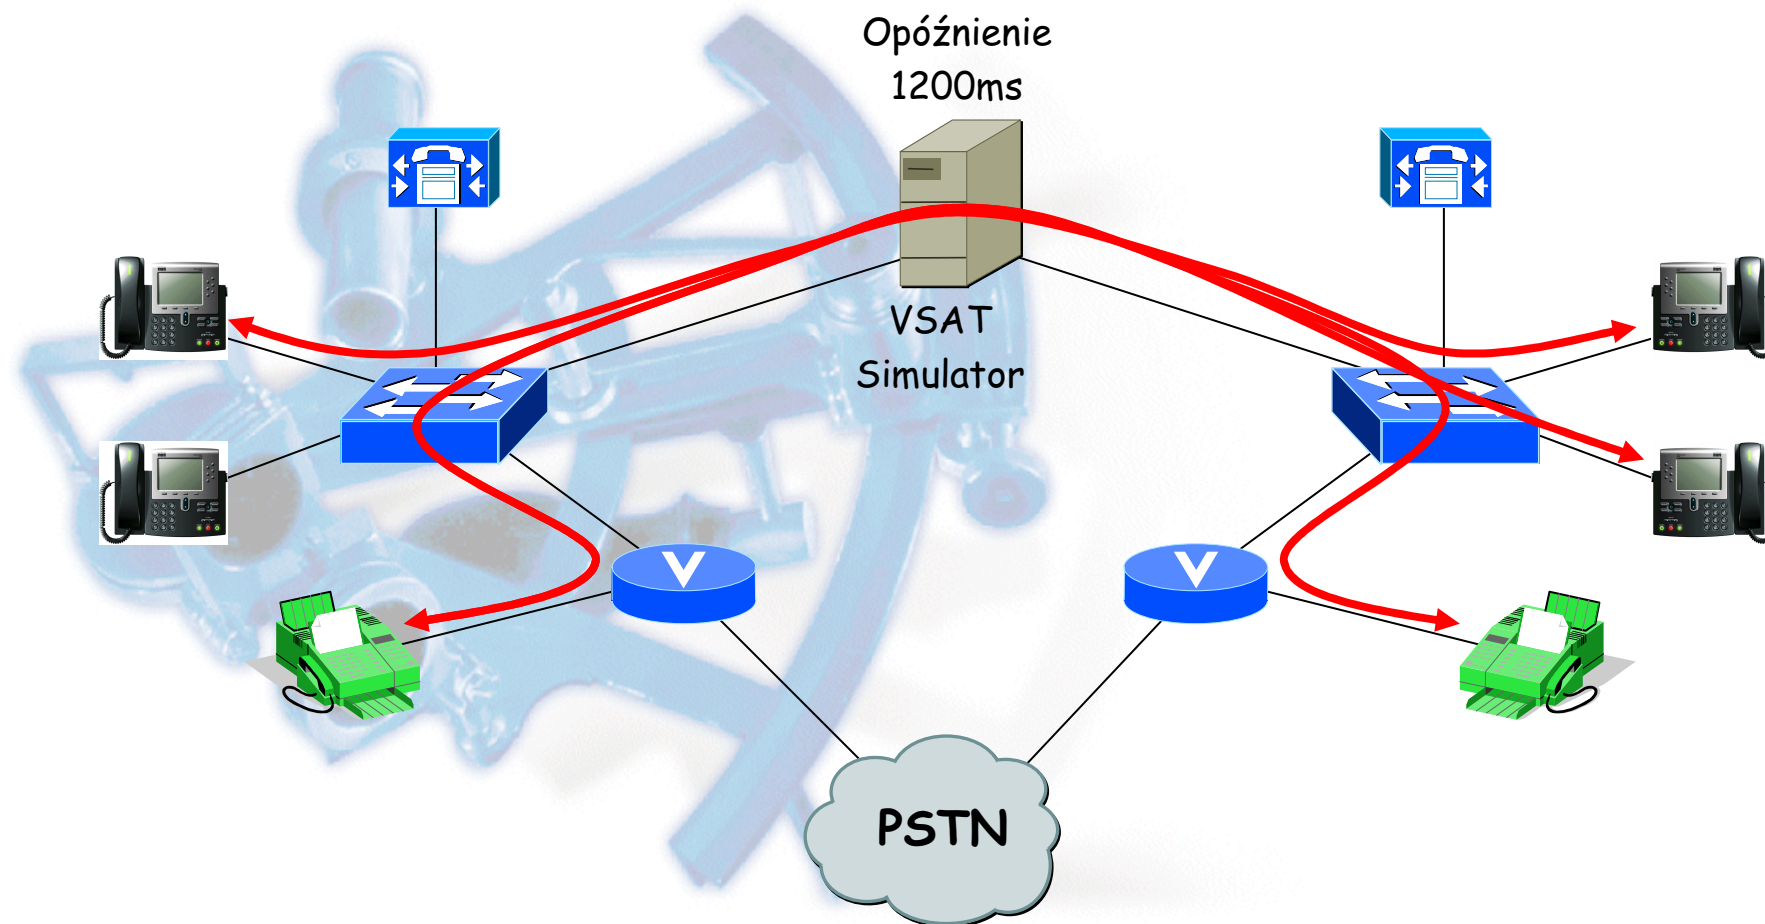 Opóźnienie
1200ms
VSAT
Simulator
V
V
PSTN